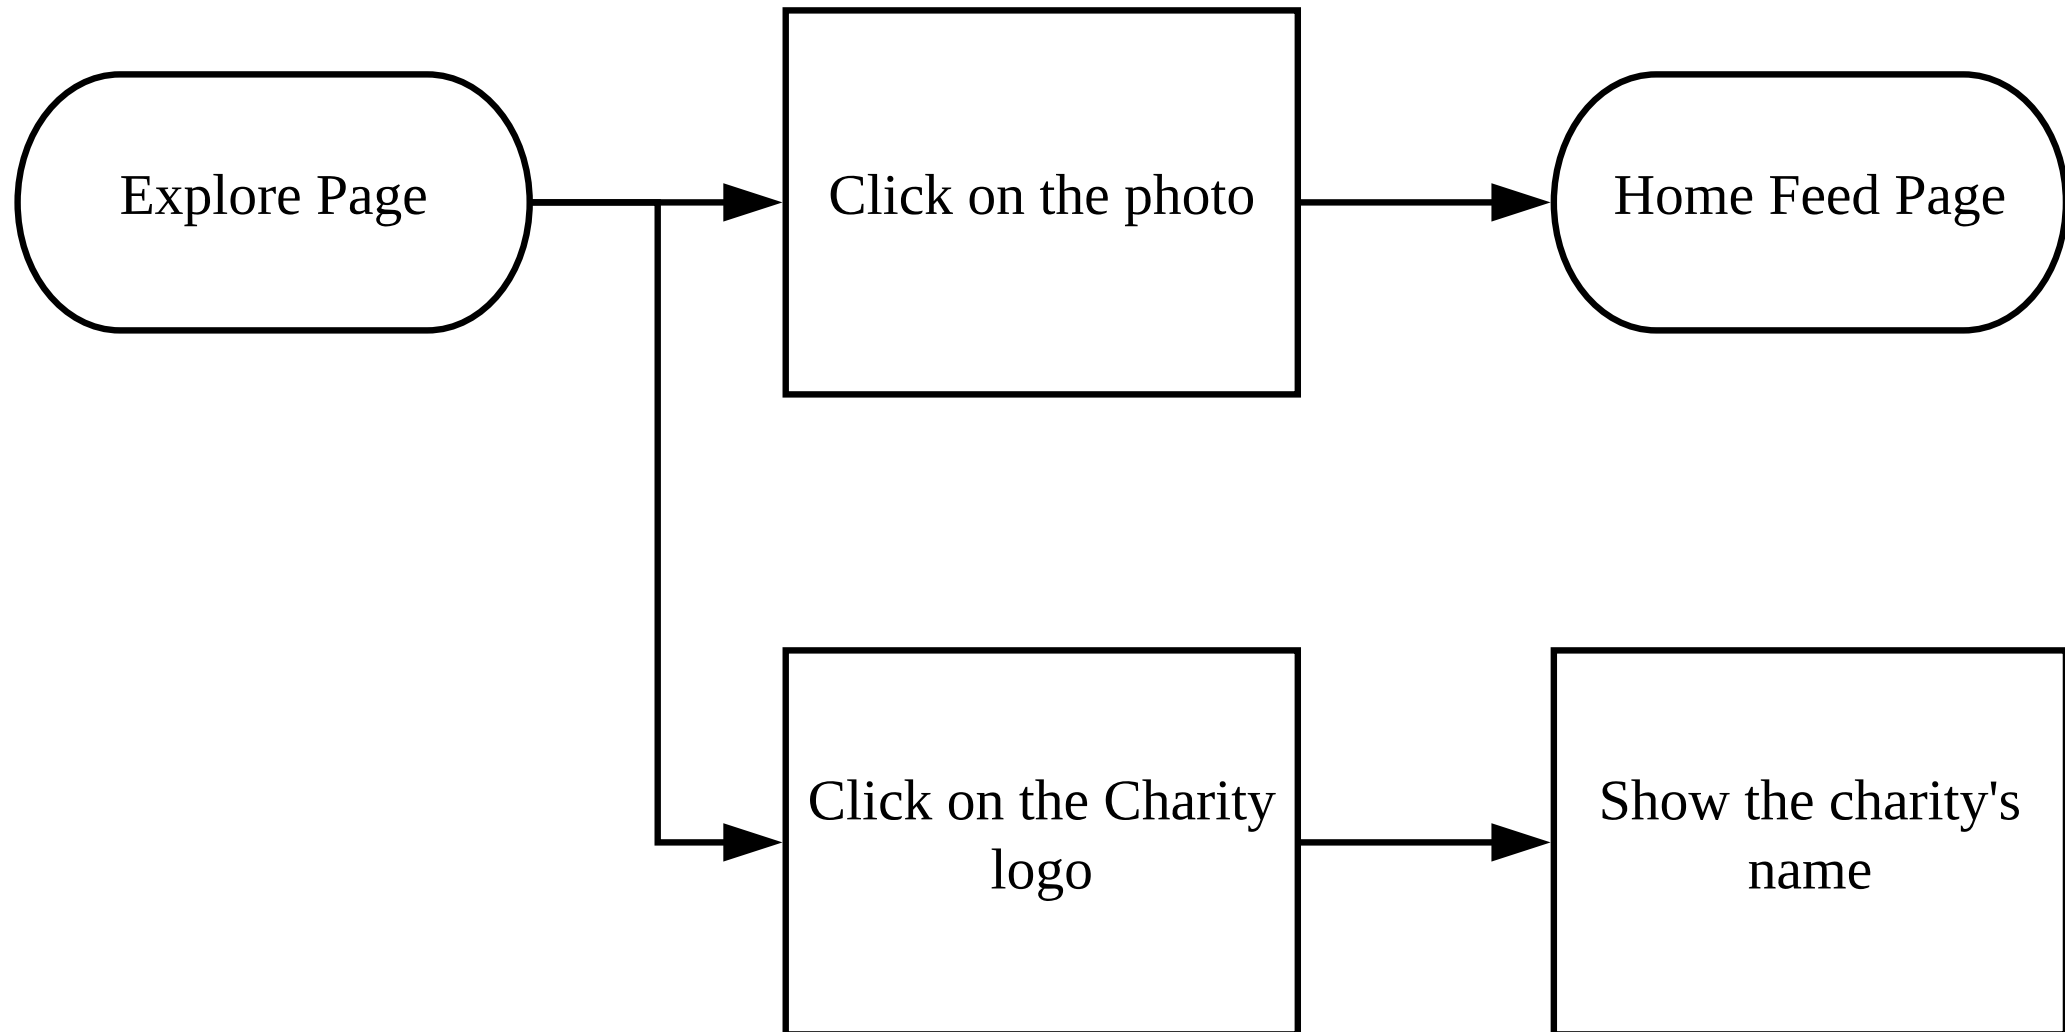 Explore Page
Click on the photo
Home Feed Page
Click on the Charity
logo
Show the charity's
name